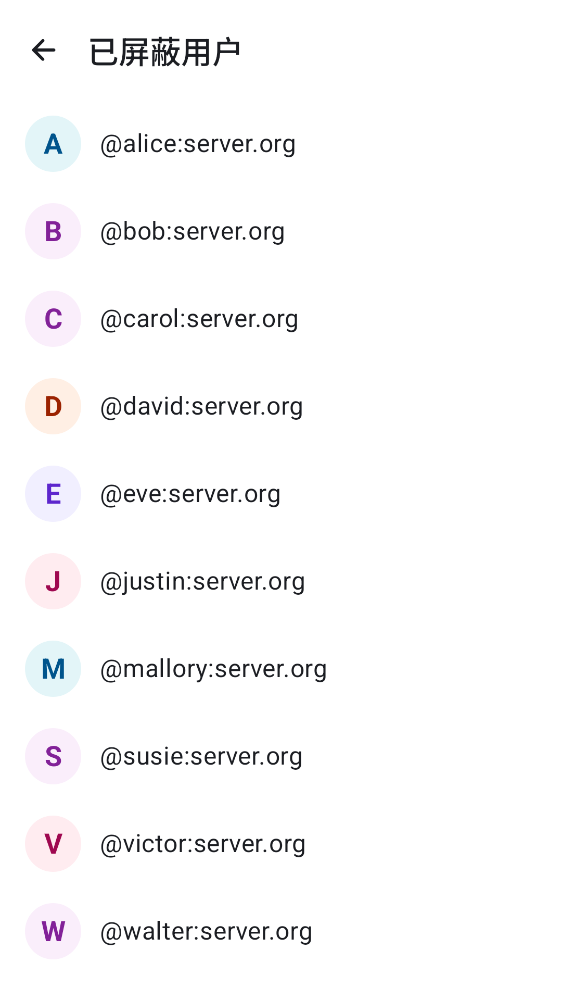 已屏蔽用户
A @alice:server.org
B @bob:server.org
C @carol:server.org
D @david:server.org
E @eve:server.org
J @justin:server.org
M @mallory:server.org
S @susie:server.org
V @victor:server.org
W @walter:server.org